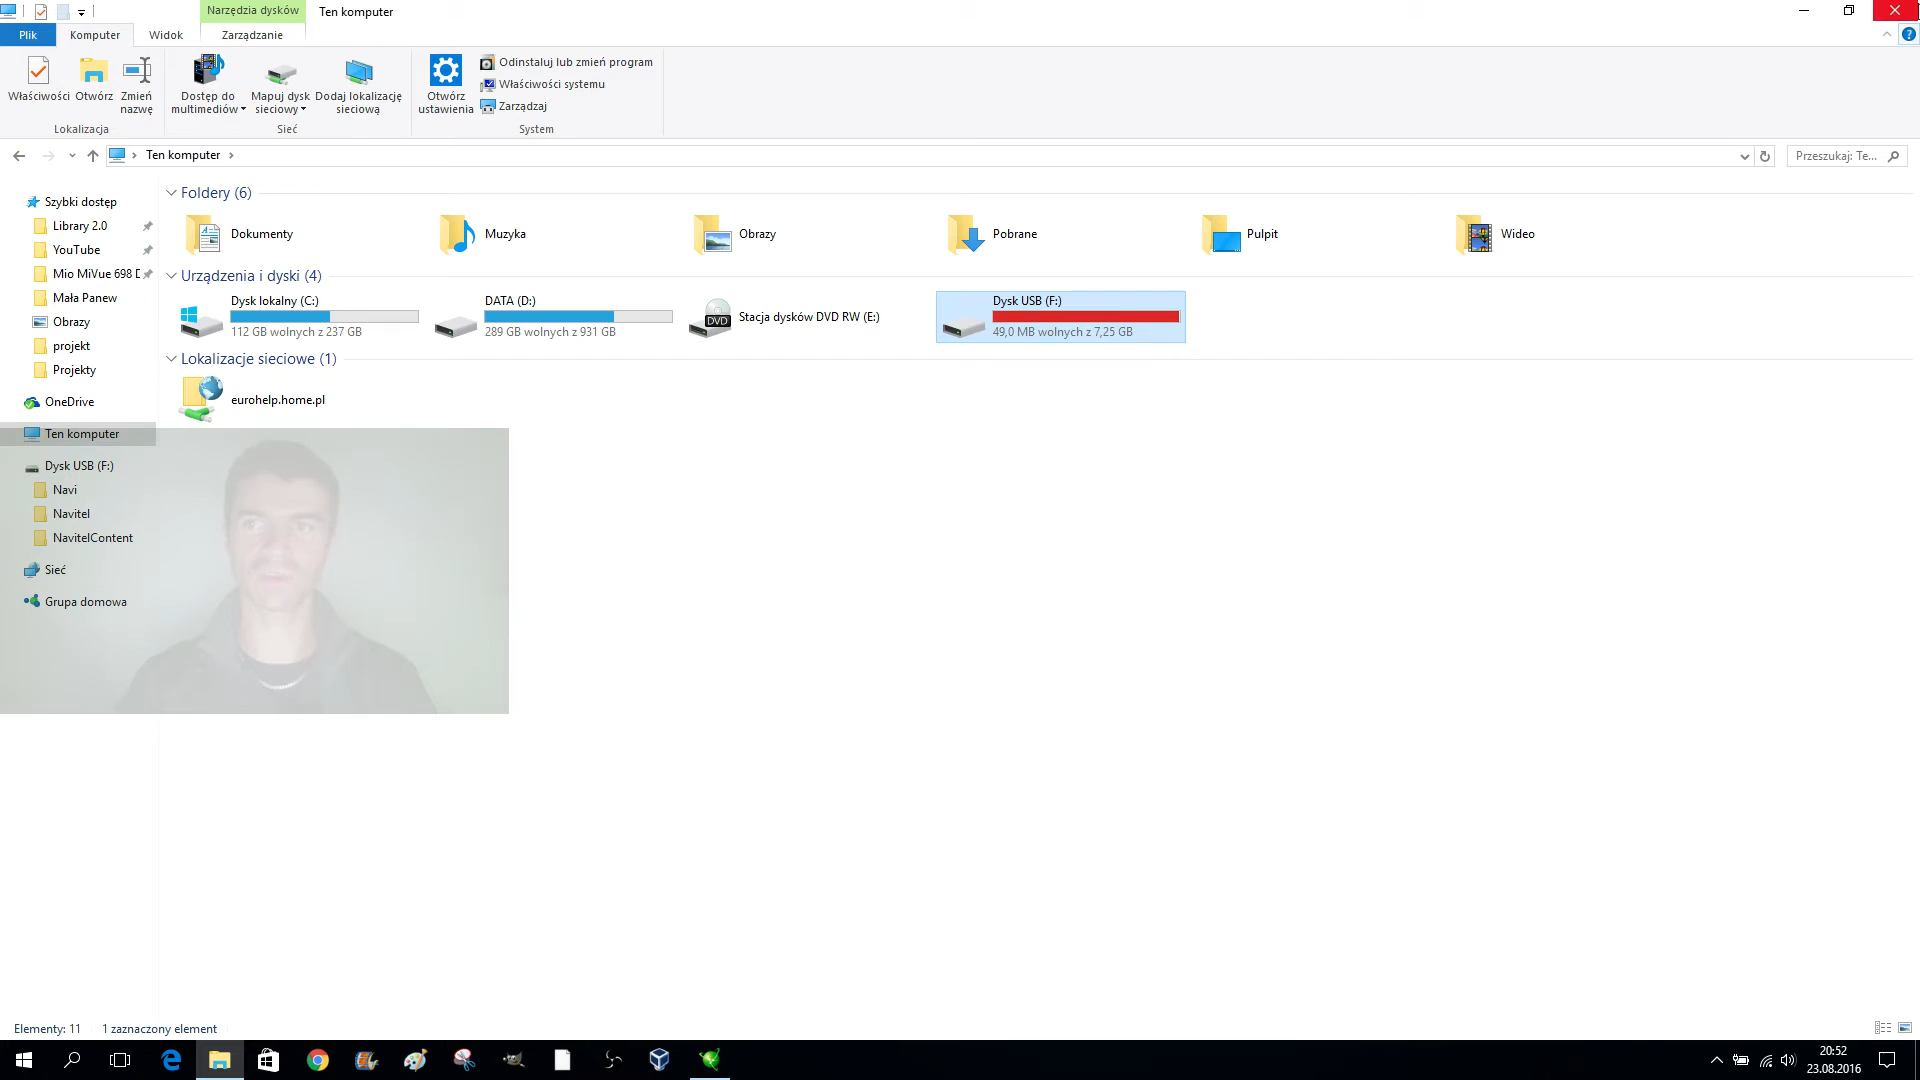 Narzędzia dysków
Ten komputer
Plik
Komputer
Widok
Zarządzanie
Właściwości
Otwórz
Zmień
nazwę
Lokalizacja
Dostęp do
multimediów
Mapuj dysk
sieciowy
Dodaj lokalizację
sieciową
Sieć
Otwórz
ustawienia
Odinstaluj lub zmień program
Właściwości systemu
Zarządzaj
System
Ten komputer
Przeszukaj: Te...
Szybki dostęp
Library 2.0
YouTube
Mio MiVue 698 D
Mała Panew
Obrazy
projekt
Projekty
OneDrive
Ten komputer
Dysk USB (F:)
Navi
Navitel
NavitelContent
Sieć
Grupa domowa
Foldery (6)
Dokumenty
Muzyka
Obrazy
Pobrane
Pulpit
Wideo
Urządzenia i dyski (4)
Dysk lokalny (C:)
112 GB wolnych z 237 GB
DATA (D:)
289 GB wolnych z 931 GB
DVD
Stacja dysków DVD RW (E:)
Dysk USB (F:)
49,0 MB wolnych z 7,25 GB
Lokalizacje sieciowe (1)
eurohelp.home.pl
Elementy: 11
1 zaznaczony element
20:52
23.08.2016